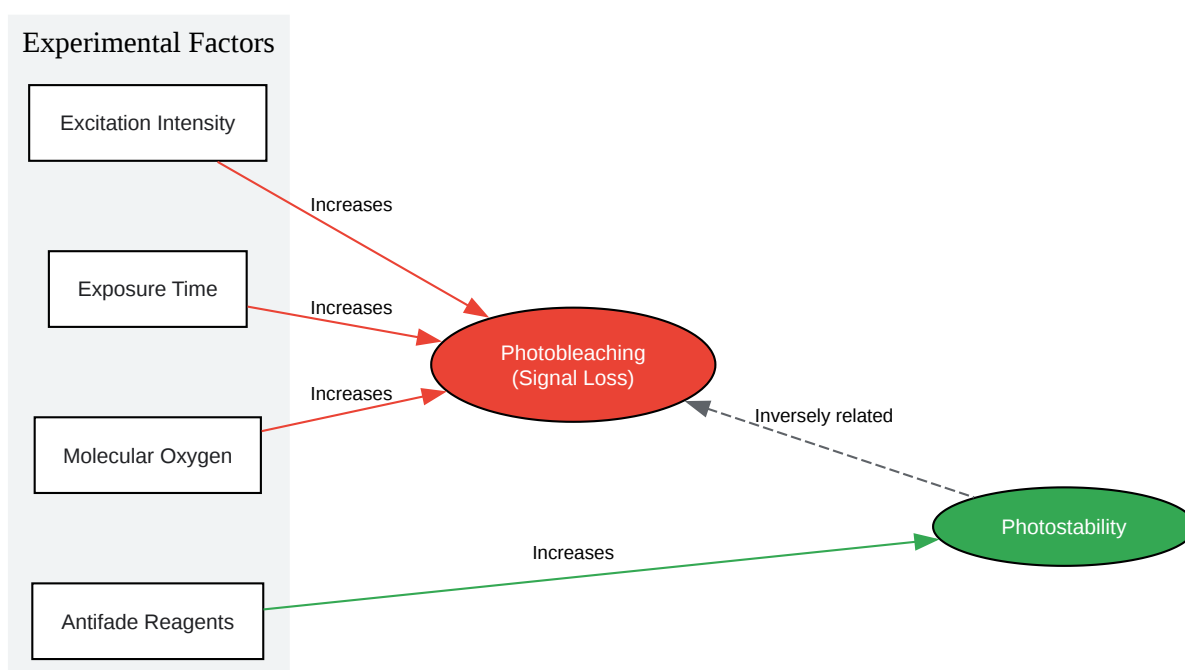 Experimental Factors
Excitation Intensity
Increases
Exposure Time
Increases
Photobleaching
(Signal Loss)
Increases
Inversely related
Molecular Oxygen
Photostability
Increases
Antifade Reagents